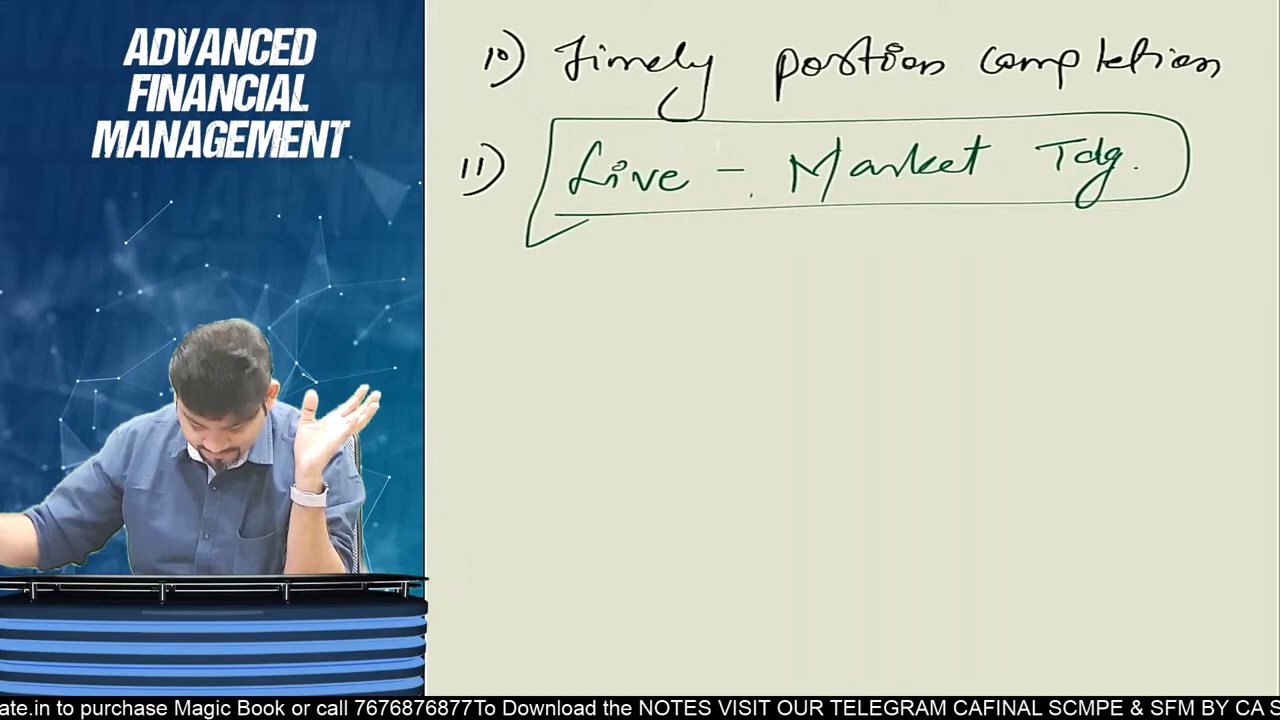 ADVANCED
FINANCIAL
MANAGEMENT
10) Timely portion completion
11) Live - Market Tdg.
ate.in to purchase Magic Book or call 7676876877To Download the NOTES VISIT OUR TELEGRAM CAFINAL SCMPE & SFM BY CA S